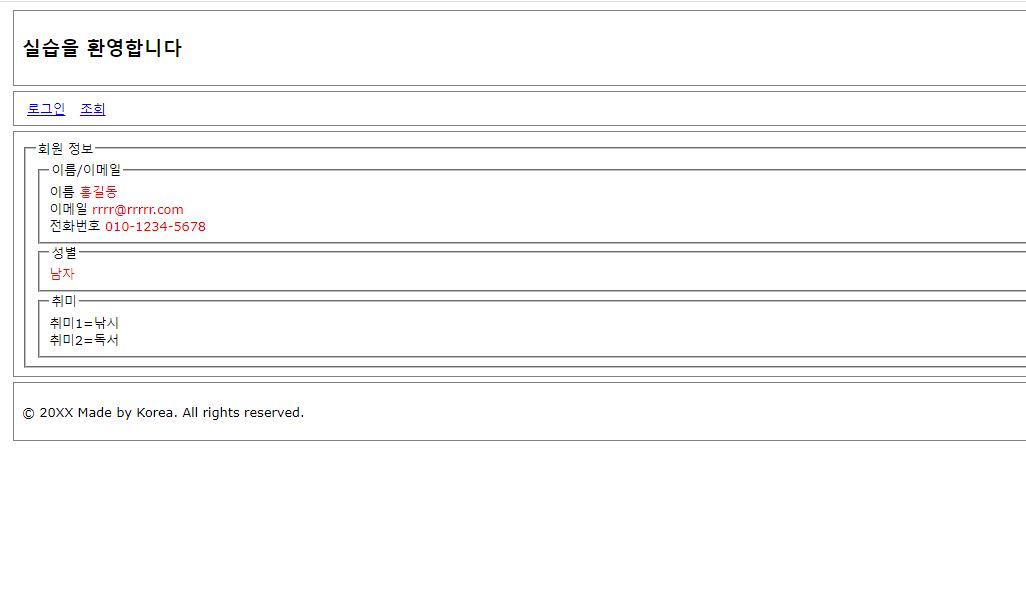 실습을 환영합니다
로그인 조회
회원 정보
이름/이메일
이름 홍길동
이메일 rrrr@rrrrr.com
전화번호 010-1234-5678
성별
남자
취미
취미1=낚시
취미2=독서
© 20XX Made by Korea. All rights reserved.